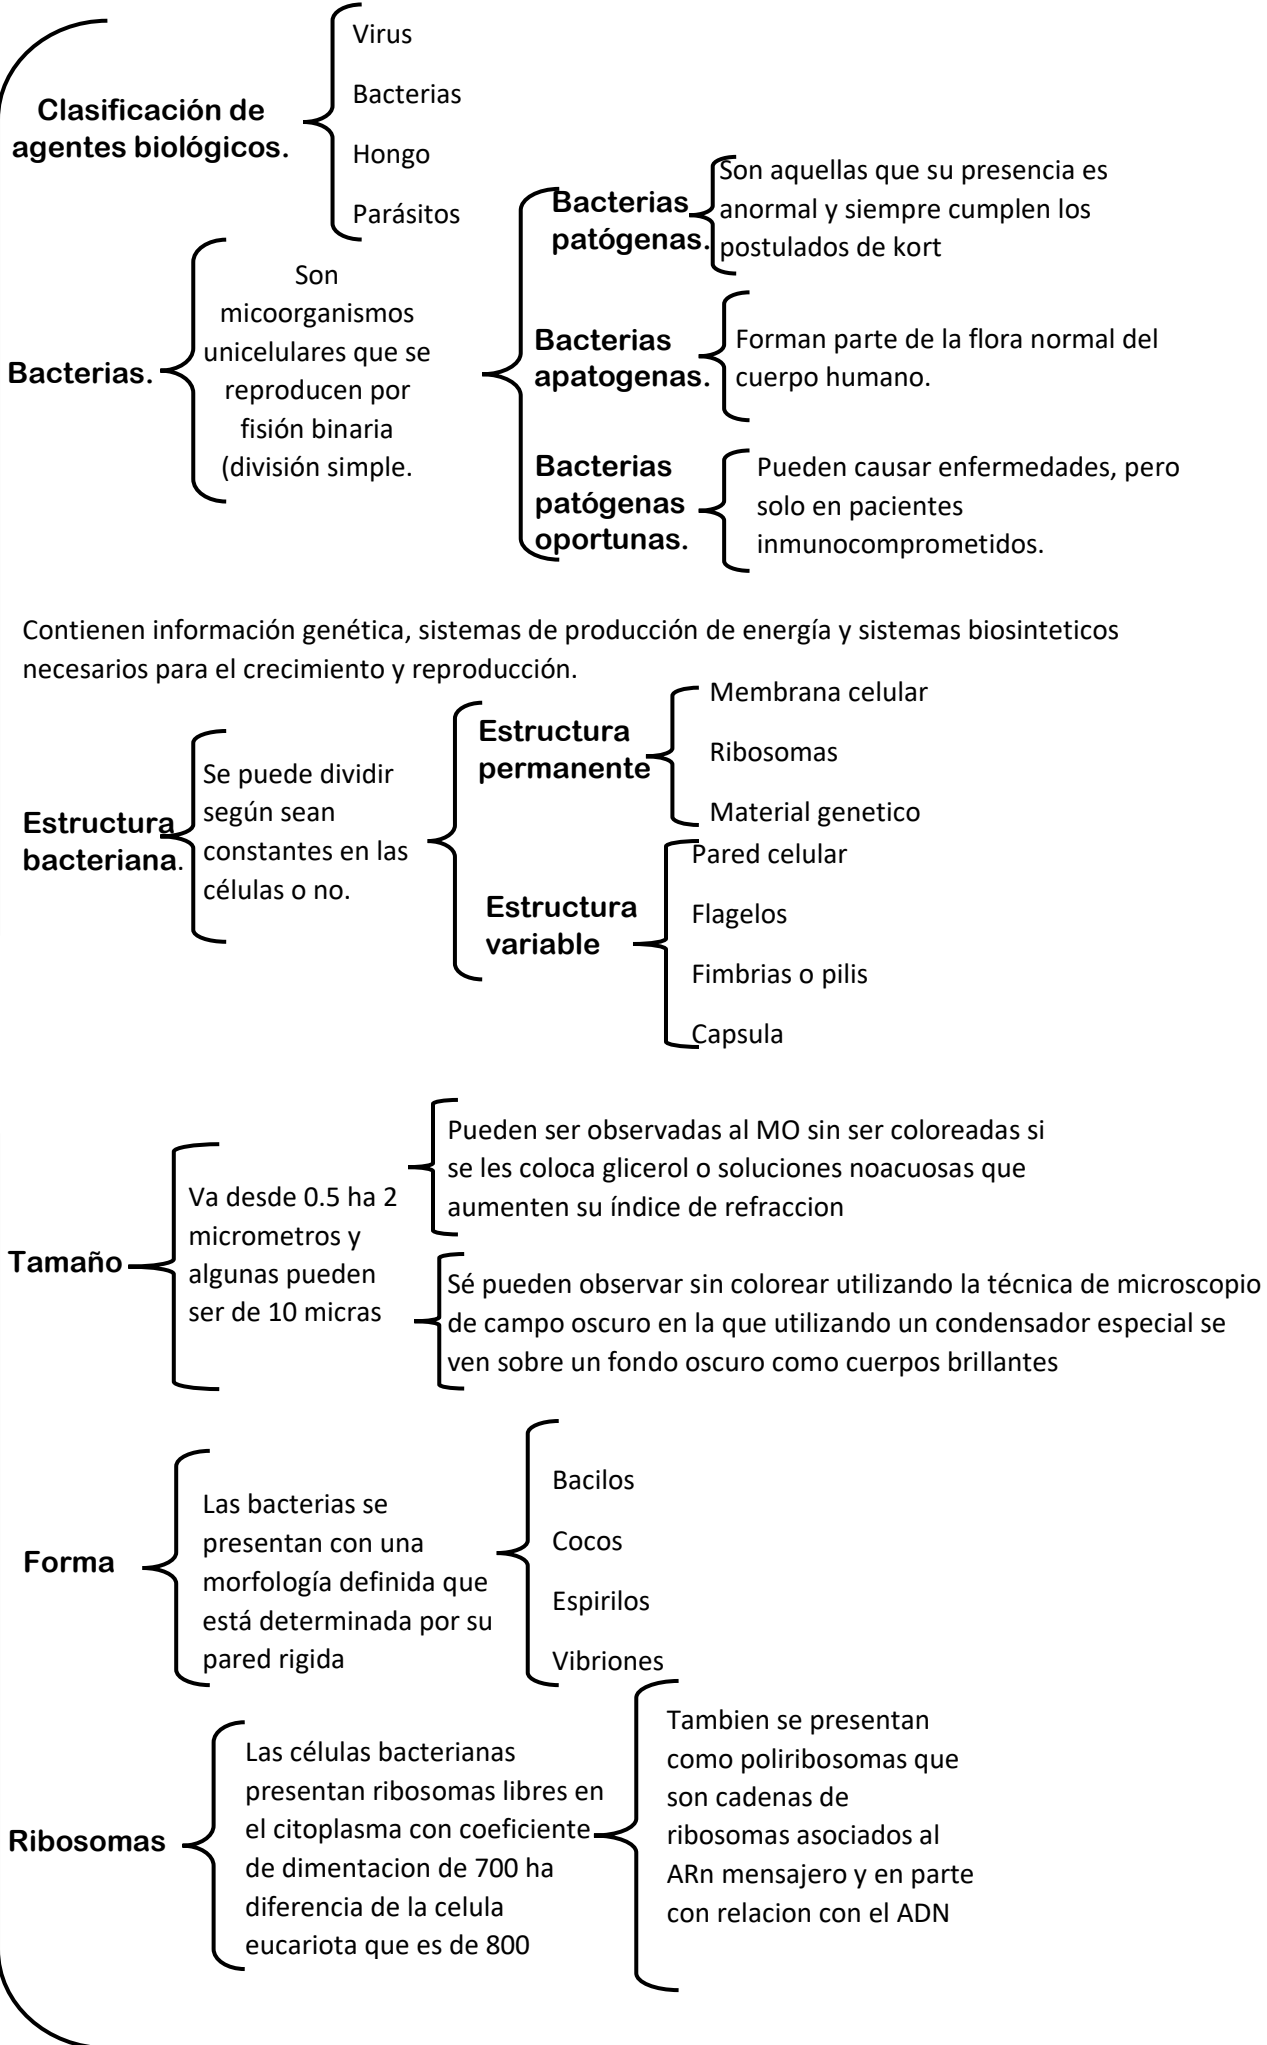 Clasificación de
agentes biológicos.
Virus
Bacterias
Hongo
Parásitos
Bacterias.
Son
micoorganismos
unicelulares que se
reproducen por
fisión binaria
(división simple.
Bacterias
patógenas.
Son aquellas que su presencia es
anormal y siempre cumplen los
postulados de kort
Bacterias
apatogenas.
Forman parte de la flora normal del
cuerpo humano.
Bacterias
patógenas
oportunas.
Pueden causar enfermedades, pero
solo en pacientes
inmunocomprometidos.
Contienen información genética, sistemas de producción de energía y sistemas biosinteticos
necesarios para el crecimiento y reproducción.
Estructura
bacteriana.
Se puede dividir
según sean
constantes en las
células o no.
Estructura
permanente
Membrana celular
Ribosomas
Material genetico
Estructura
variable
Pared celular
Flagelos
Fimbrias o pilis
Capsula
Tamaño
Va desde 0.5 ha 2
micrometros y
algunas pueden
ser de 10 micras
Pueden ser observadas al MO sin ser coloreadas si
se les coloca glicerol o soluciones noacuosas que
aumenten su índice de refraccion
Sé pueden observar sin colorear utilizando la técnica de microscopio
de campo oscuro en la que utilizando un condensador especial se
ven sobre un fondo oscuro como cuerpos brillantes
Forma
Las bacterias se
presentan con una
morfología definida que
está determinada por su
pared rigida
Bacilos
Cocos
Espirilos
Vibriones
Ribosomas
Las células bacterianas
presentan ribosomas libres en
el citoplasma con coeficiente
de dimentacion de 700 ha
diferencia de la celula
eucariota que es de 800
Tambien se presentan
como poliribosomas que
son cadenas de
ribosomas asociados al
ARn mensajero y en parte
con relacion con el ADN